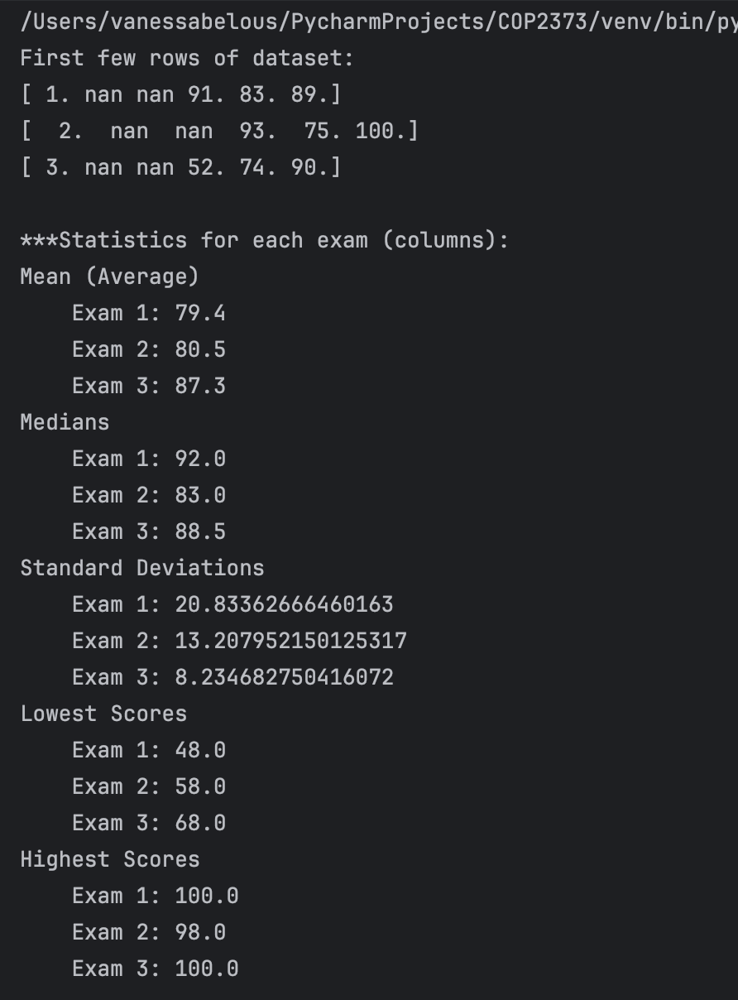 /Users/vanessabelous/PycharmProjects/COP2373/venv/bin/py
First few rows of dataset:
[ 1. nan nan 91. 83. 89.]
[  2.  nan  nan  93.  75. 100.]
[ 3. nan nan 52. 74. 90.]

***Statistics for each exam (columns):
Mean (Average)
    Exam 1: 79.4
    Exam 2: 80.5
    Exam 3: 87.3
Medians
    Exam 1: 92.0
    Exam 2: 83.0
    Exam 3: 88.5
Standard Deviations
    Exam 1: 20.83362666460163
    Exam 2: 13.207952150125317
    Exam 3: 8.234682750416072
Lowest Scores
    Exam 1: 48.0
    Exam 2: 58.0
    Exam 3: 68.0
Highest Scores
    Exam 1: 100.0
    Exam 2: 98.0
    Exam 3: 100.0